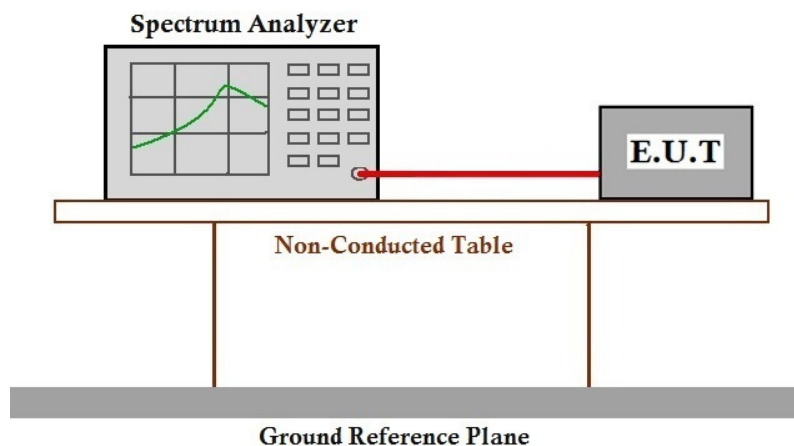 Spectrum Analyzer
E.U.T
Non-Conducted Table
Ground Reference Plane